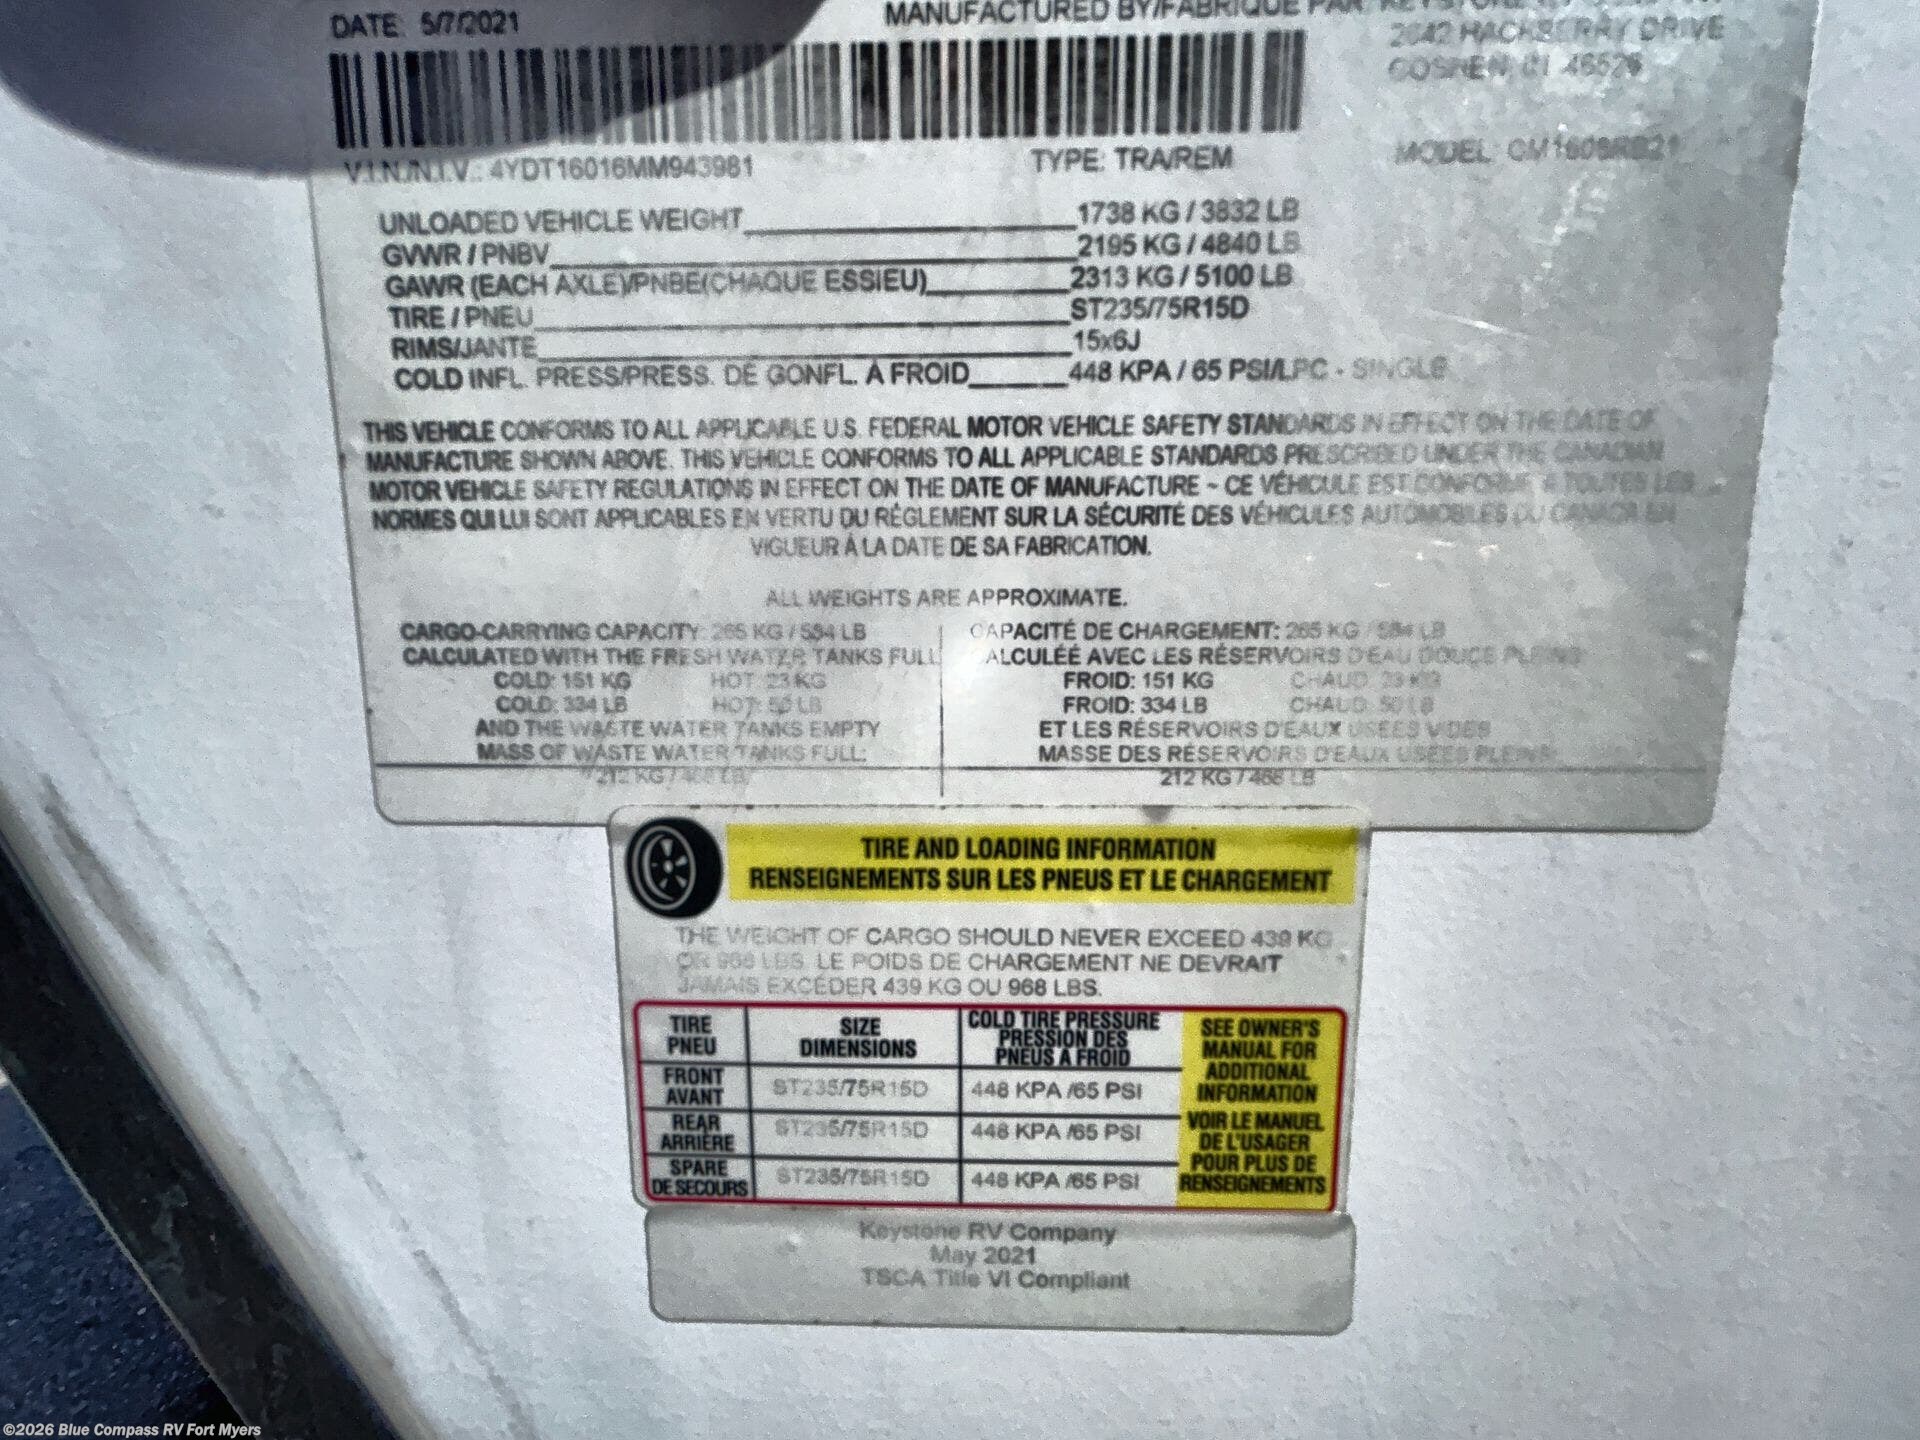 DATE: 5/7/2021
MANUFACTURED BY/FABRIQUÉ PAR
2642 HACKBERRY DRIVE
GOSHEN, IN 46526
V.I.N./N.I.V.: 4YDT16016MM943981
TYPE: TRA/REM
MODEL:
UNLOADED VEHICLE WEIGHT 1738 KG / 3832 LB
GVWR / PNBV 2195 KG / 4840 LB
GAWR (EACH AXLE)/PNBE(CHAQUE ESSIEU) 2313 KG / 5100 LB
TIRE / PNEU ST235/75R15D
RIMS/JANTE 15x6J
COLD INFL. PRESS/PRESS. DE GONFL. À FROID 448 KPA / 65 PSI/LPC - SINGLE
THIS VEHICLE CONFORMS TO ALL APPLICABLE U.S. FEDERAL MOTOR VEHICLE SAFETY STANDARDS IN EFFECT ON THE DATE OF
MANUFACTURE SHOWN ABOVE. THIS VEHICLE CONFORMS TO ALL APPLICABLE STANDARDS PRESCRIBED UNDER THE CANADIAN
MOTOR VEHICLE SAFETY REGULATIONS IN EFFECT ON THE DATE OF MANUFACTURE ~ CE VÉHICULE EST CONFORME À TOUTES LES
NORMES QUI LUI SONT APPLICABLES EN VERTU DU RÈGLEMENT SUR LA SÉCURITÉ DES VÉHICULES AUTOMOBILES DU CANADA EN
VIGUEUR À LA DATE DE SA FABRICATION.
ALL WEIGHTS ARE APPROXIMATE.
CARGO-CARRYING CAPACITY: 265 KG / 584 LB
CALCULATED WITH THE FRESH WATER TANKS FULL
COLD: 151 KG HOT: 23 KG
COLD: 334 LB HOT: 50 LB
AND THE WASTE WATER TANKS EMPTY
MASS OF WASTE WATER TANKS FULL:
212 KG / 468 LB
CAPACITÉ DE CHARGEMENT: 265 KG / 584 LB
ALCULÉE AVEC LES RÉSERVOIRS D'EAU DOUCE PLEINS
FROID: 151 KG CHAUD: 23 KG
FROID: 334 LB CHAUD: 50 LB
ET LES RÉSERVOIRS D'EAUX USÉES VIDES
MASSE DES RÉSERVOIRS D'EAUX USÉES PLEINS:
212 KG / 468 LB
TIRE AND LOADING INFORMATION
RENSEIGNEMENTS SUR LES PNEUS ET LE CHARGEMENT
THE WEIGHT OF CARGO SHOULD NEVER EXCEED 439 KG
OR 968 LBS. LE POIDS DE CHARGEMENT NE DEVRAIT
JAMAIS EXCÉDER 439 KG OU 968 LBS.
TIRE
PNEU
SIZE
DIMENSIONS
COLD TIRE PRESSURE
PRESSION DES
PNEUS A FROID
FRONT
AVANT
ST235/75R15D
448 KPA /65 PSI
REAR
ARRIÈRE
ST235/75R15D
448 KPA /65 PSI
SPARE
DE SECOURS
ST235/75R15D
448 KPA /65 PSI
SEE OWNER'S
MANUAL FOR
ADDITIONAL
INFORMATION
VOIR LE MANUEL
DE L'USAGER
POUR PLUS DE
RENSEIGNEMENTS
Keystone RV Company
May 2021
TSCA Title VI Compliant
©2026 Blue Compass RV Fort Myers